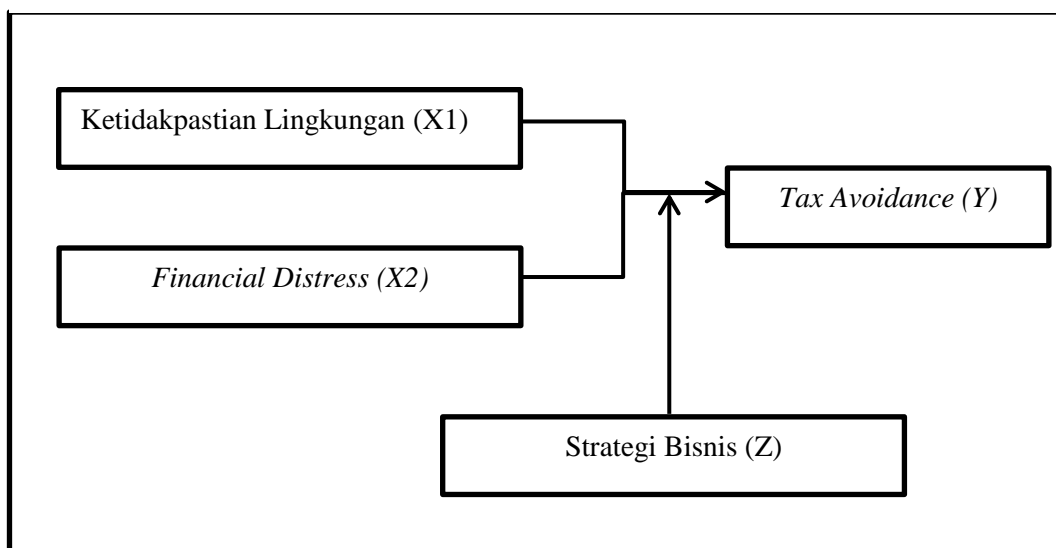 Ketidakpastian Lingkungan (X1)
Tax Avoidance (Y)
Financial Distress (X2)
Strategi Bisnis (Z)